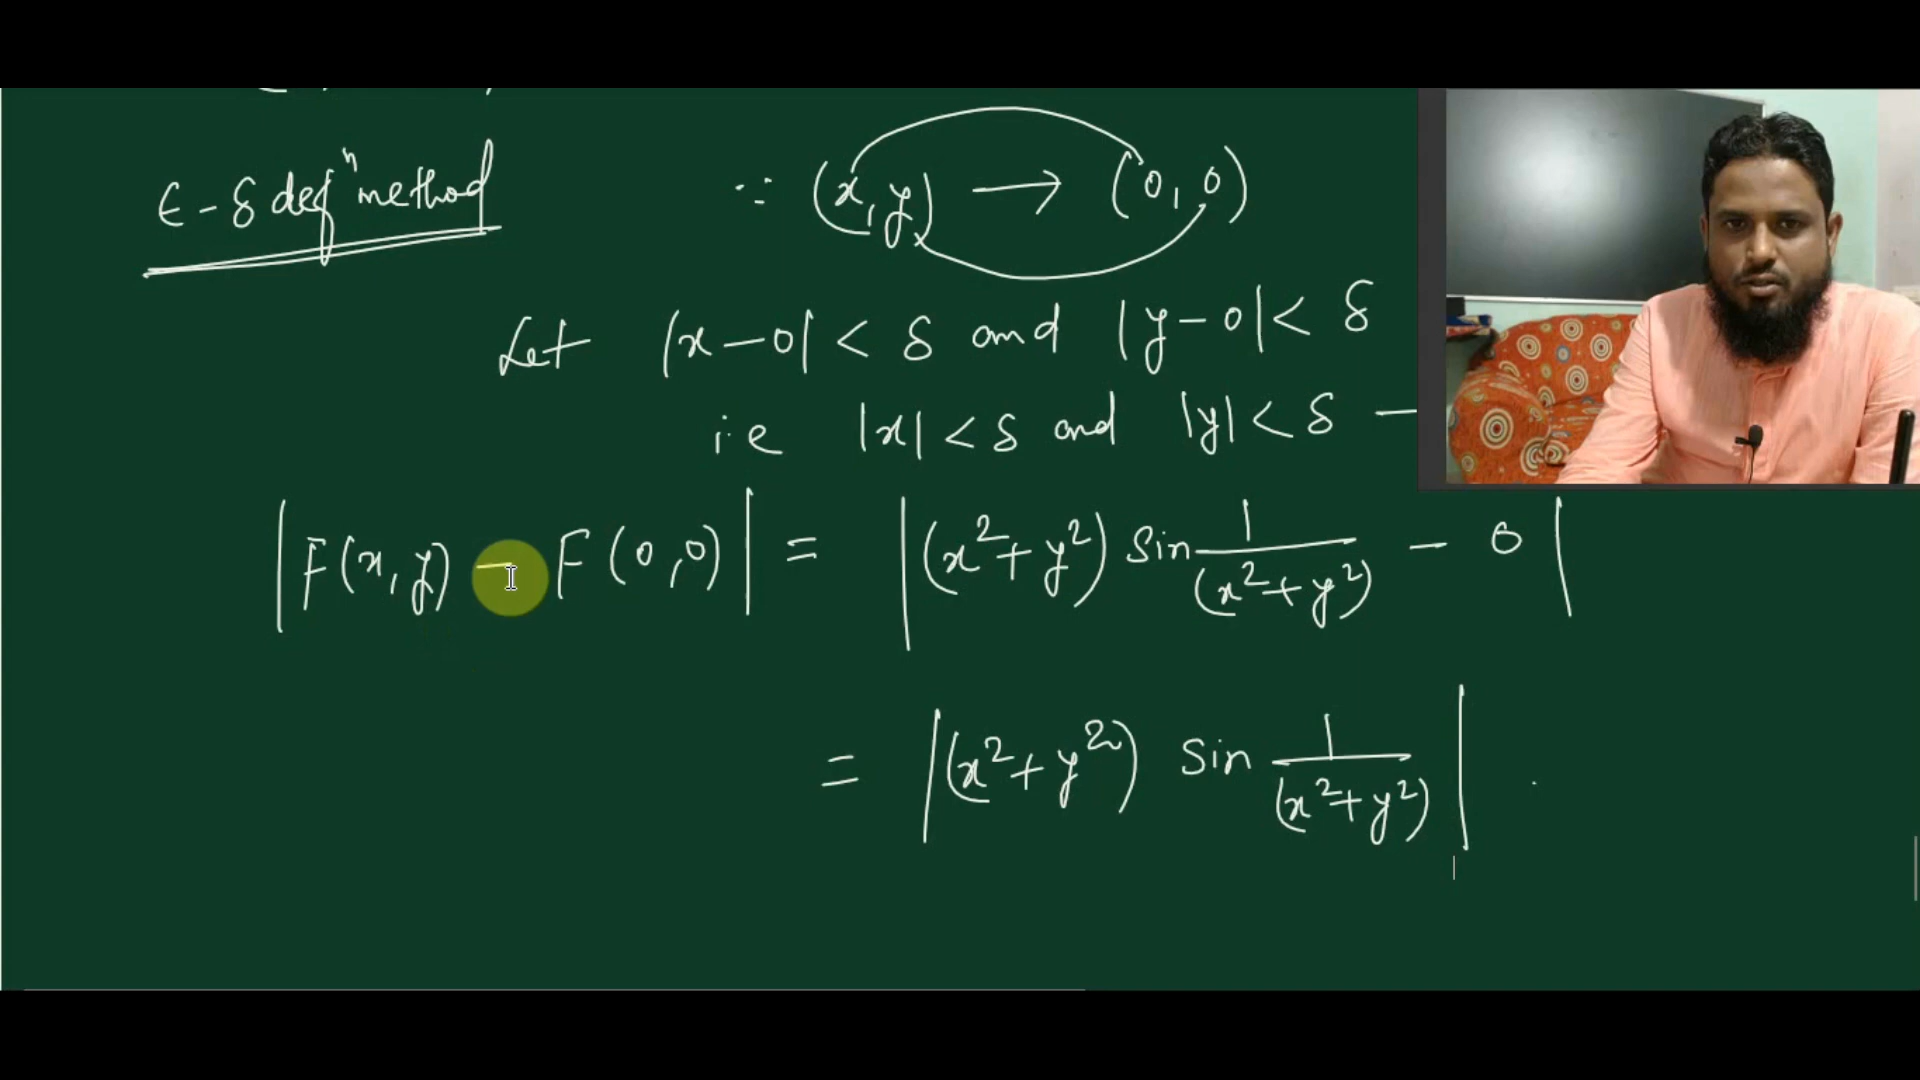 ∈-δ defⁿ method ∵ (x,y) ⟶ (0,0)
Let |x-0| < δ and |y-0| < δ
i.e |x| < δ and |y| < δ —
|F(x,y) - F(0,0)| = |(x²+y²) Sin 1/(x²+y²) - 0|
= |(x²+y²) Sin 1/(x²+y²)|